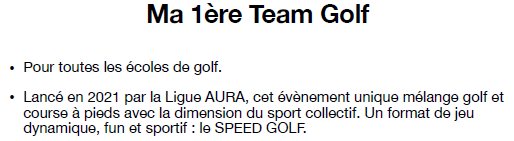 Ma 1ère Team Golf
• Pour toutes les écoles de golf.
• Lancé en 2021 par la Ligue AURA, cet évènement unique mélange golf et
course à pieds avec la dimension du sport collectif. Un format de jeu
dynamique, fun et sportif : le SPEED GOLF.